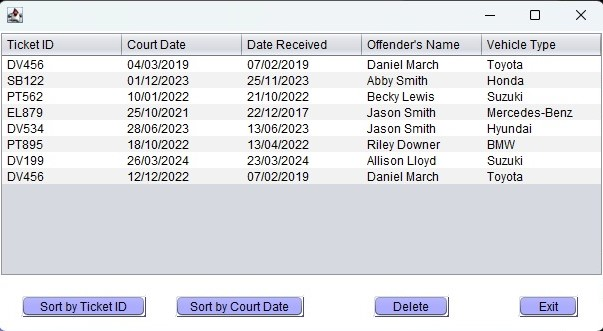 Ticket ID Court Date Date Received Offender's Name Vehicle Type
DV456 04/03/2019 07/02/2019 Daniel March Toyota
SB122 01/12/2023 25/11/2023 Abby Smith Honda
PT562 10/01/2022 21/10/2022 Becky Lewis Suzuki
EL879 25/10/2021 22/12/2017 Jason Smith Mercedes-Benz
DV534 28/06/2023 13/06/2023 Jason Smith Hyundai
PT895 18/10/2022 13/04/2022 Riley Downer BMW
DV199 26/03/2024 23/03/2024 Allison Lloyd Suzuki
DV456 12/12/2022 07/02/2019 Daniel March Toyota
Sort by Ticket ID Sort by Court Date Delete Exit